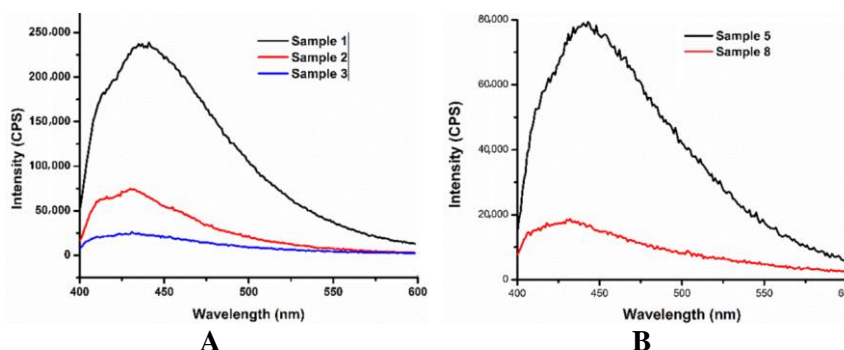 250,000
200,000
150,000
100,000
50,000
0
Intensity (CPS)
Sample 1
Sample 2
Sample 3
400 450 500 550 600
Wavelength (nm)
A
80,000
60,000
40,000
20,000
0
Intensity (CPS)
Sample 5
Sample 8
400 450 500 550
Wavelength (nm)
B